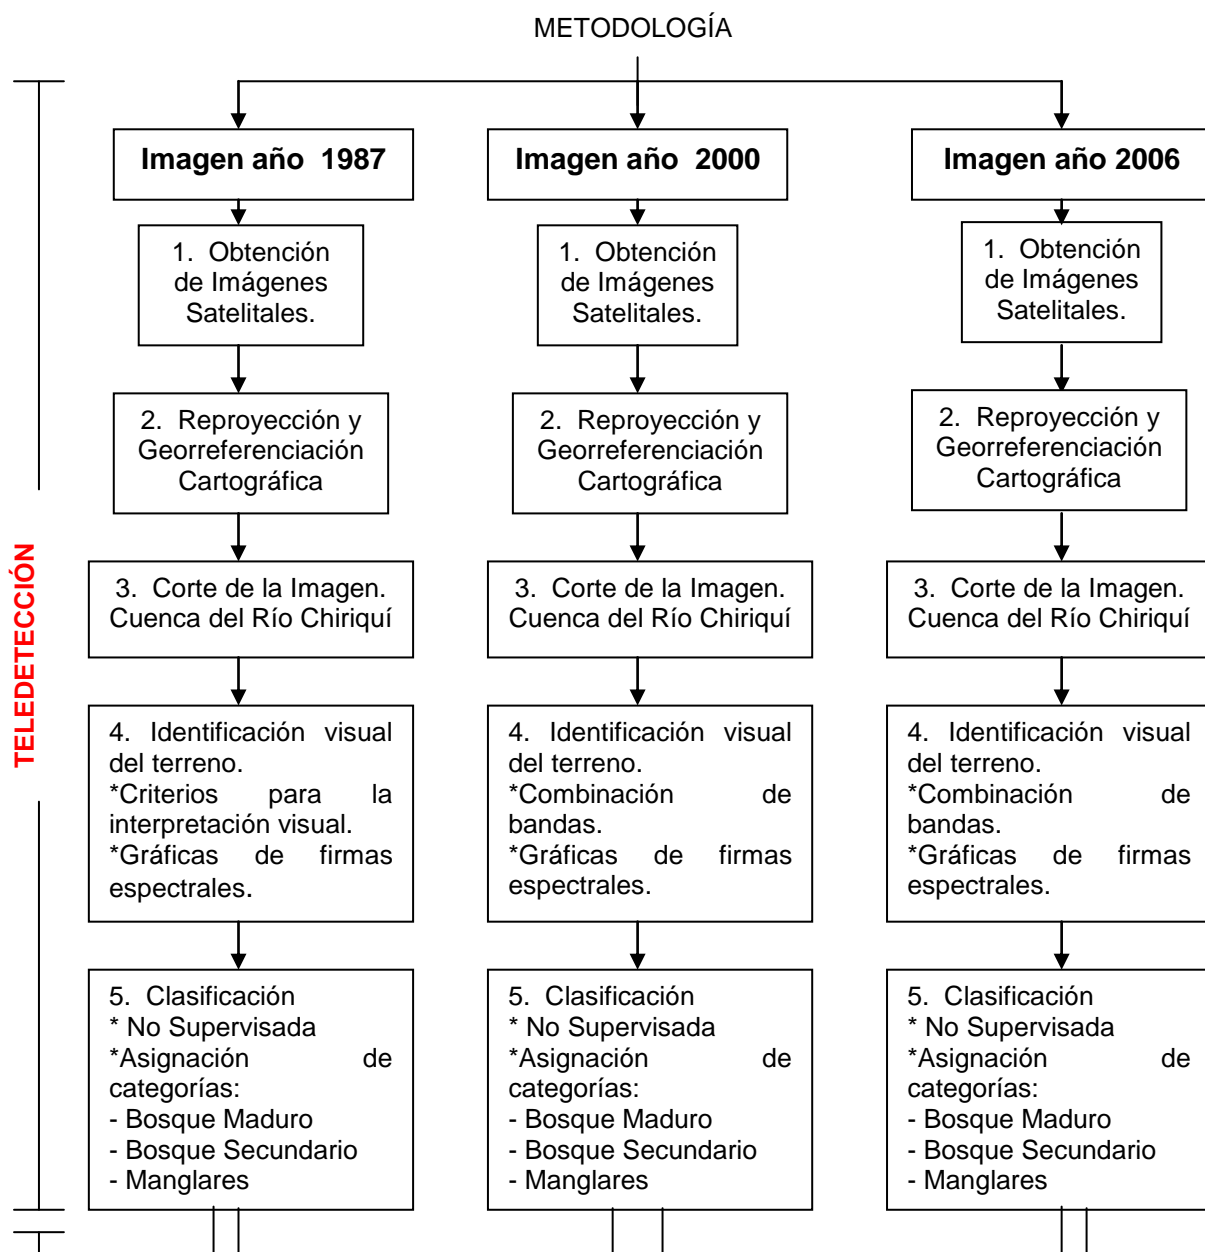 METODOLOGÍA
TELEDETECCIÓN
Imagen año 1987
1. Obtención
de Imágenes
Satelitales.
2. Reproyección y
Georreferenciación
Cartográfica
3. Corte de la Imagen.
Cuenca del Río Chiriquí
4. Identificación visual
del terreno.
*Criterios para la
interpretación visual.
*Gráficas de firmas
espectrales.
5. Clasificación
* No Supervisada
*Asignación de
categorías:
- Bosque Maduro
- Bosque Secundario
- Manglares
Imagen año 2000
1. Obtención
de Imágenes
Satelitales.
2. Reproyección y
Georreferenciación
Cartográfica
3. Corte de la Imagen.
Cuenca del Río Chiriquí
4. Identificación visual
del terreno.
*Combinación de
bandas.
*Gráficas de firmas
espectrales.
5. Clasificación
* No Supervisada
*Asignación de
categorías:
- Bosque Maduro
- Bosque Secundario
- Manglares
Imagen año 2006
1. Obtención
de Imágenes
Satelitales.
2. Reproyección y
Georreferenciación
Cartográfica
3. Corte de la Imagen.
Cuenca del Río Chiriquí
4. Identificación visual
del terreno.
*Combinación de
bandas.
*Gráficas de firmas
espectrales.
5. Clasificación
* No Supervisada
*Asignación de
categorías:
- Bosque Maduro
- Bosque Secundario
- Manglares